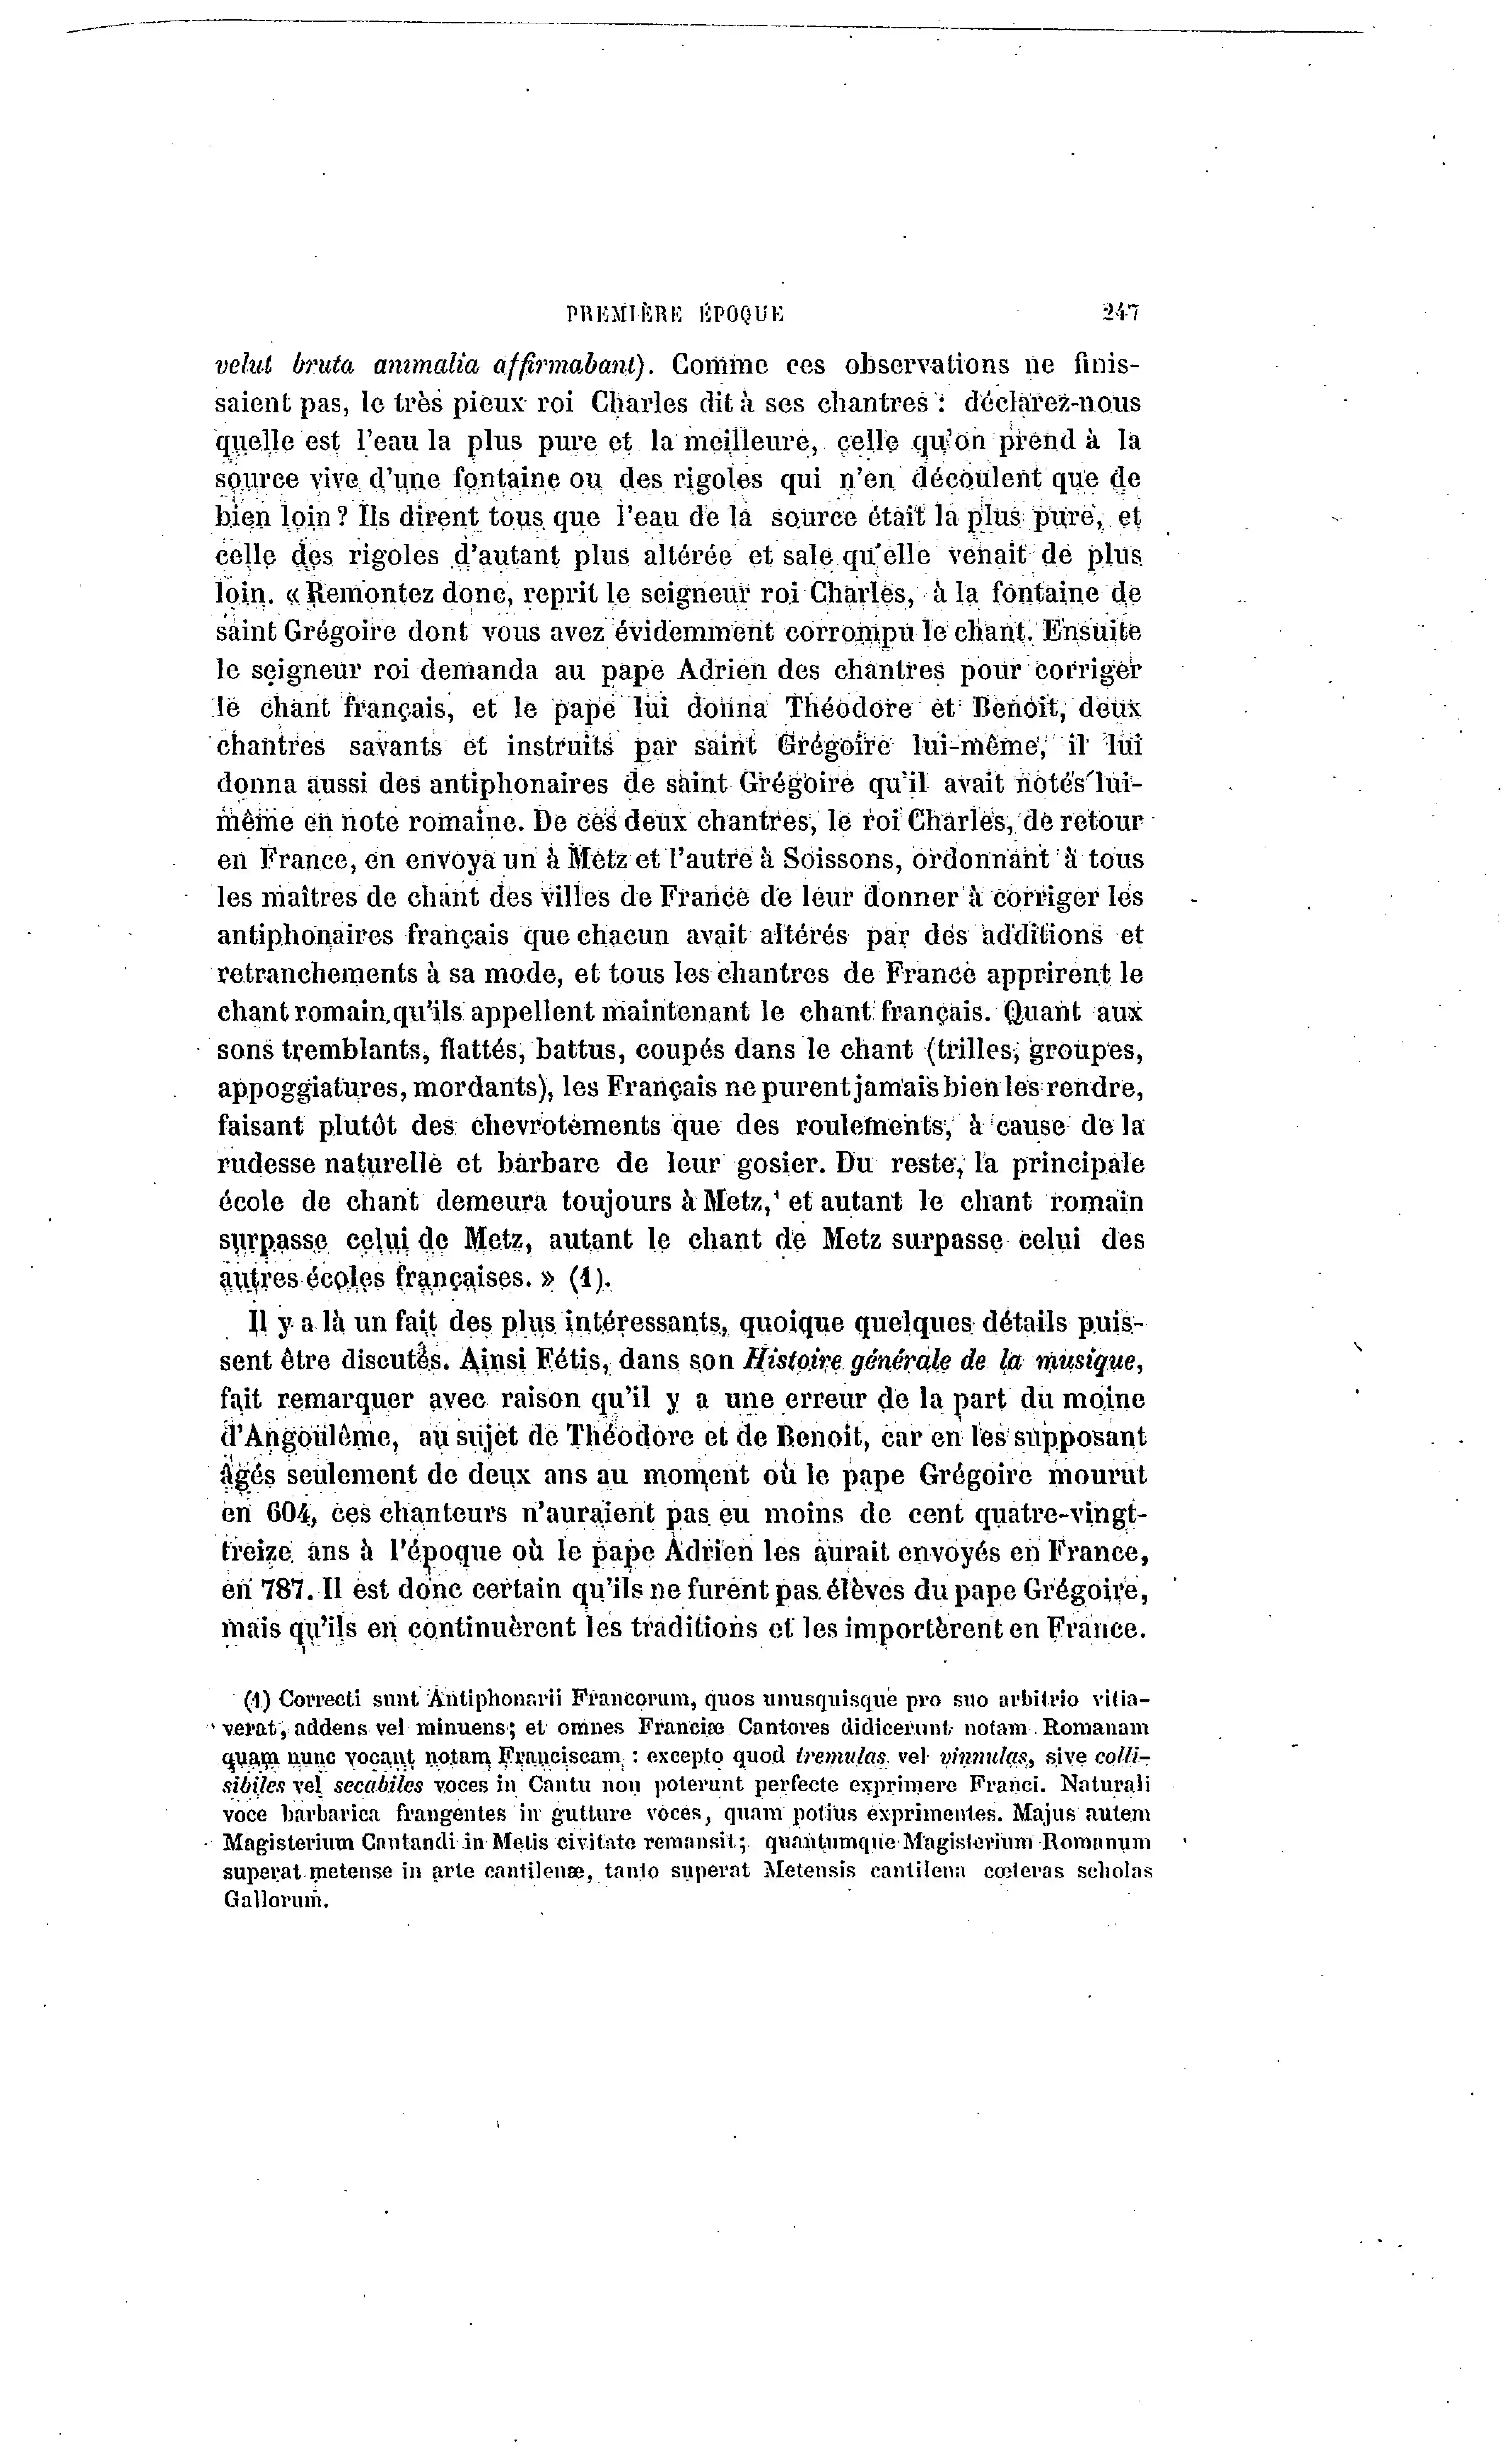 PREMIÈRE ÉPOQUE 247
velut bruta animalia affirmabant). Comme ces observations ne finis-
saient pas, le très pieux roi Charles dit à ses chantres : déclarez-nous
quelle est l'eau la plus pure et la meilleure, celle qu'on prend à la
source vive d'une fontaine ou des rigoles qui n'en découlent que de
bien loin ? Ils dirent tous que l'eau de la source était la plus pure, et
celle des rigoles d'autant plus altérée et sale qu'elle venait de plus
loin. « Remontez donc, reprit le seigneur roi Charles, à la fontaine de
saint Grégoire dont vous avez évidemment corrompu le chant. Ensuite
le seigneur roi demanda au pape Adrien des chantres pour corriger
le chant français, et le pape lui donna Théodore et Benoit, deux
chantres savants et instruits par saint Grégoire lui-même, il lui
donna aussi des antiphonaires de saint Grégoire qu'il avait notés lui-
même en note romaine. De ces deux chantres, le roi Charles, de retour
en France, en envoya un à Metz et l'autre à Soissons, ordonnant à tous
les maîtres de chant des villes de France de leur donner à corriger les
antiphonaires français que chacun avait altérés par des additions et
retranchements à sa mode, et tous les chantres de France apprirent le
chant romain qu'ils appellent maintenant le chant français. Quant aux
sons tremblants, flattés, battus, coupés dans le chant (trilles, groupes,
appoggiatures, mordants), les Français ne purent jamais bien les rendre,
faisant plutôt des chevrotements que des roulements, à cause de la
rudesse naturelle et barbare de leur gosier. Du reste, la principale
école de chant demeura toujours à Metz, et autant le chant romain
surpasse celui de Metz, autant le chant de Metz surpasse celui des
autres écoles françaises. » (1).
Il y a là un fait des plus intéressants, quoique quelques détails puis-
sent être discutés. Ainsi Fétis, dans son Histoire générale de la musique,
fait remarquer avec raison qu'il y a une erreur de la part du moine
d'Angoulême, au sujet de Théodore et de Benoit, car en les supposant
âgés seulement de deux ans au moment où le pape Grégoire mourut
en 604, ces chanteurs n'auraient pas eu moins de cent quatre-vingt-
treize ans à l'époque où le pape Adrien les aurait envoyés en France,
en 787. Il est donc certain qu'ils ne furent pas élèves du pape Grégoire,
mais qu'ils en continuèrent les traditions et les importèrent en France.
(1) Correcti sunt Antiphonarii Francorum, quos unusquisque pro suo arbitrio vitia-
verat, addens vel minuens; et omnes Franciæ Cantores didicerunt notam Romanam
quam nunc vocant notam Franciscam : excepto quod tremulas vel vinnulas, sive colli-
sibiles vel secabiles voces in Cantu non poterunt perfecte exprimere Franci. Naturali
voce barbarica frangentes in gutture voces, quam potius exprimentes. Majus autem
Magisterium Cantandi in Metis civitate remansit; quantumque Magisterium Romanum
superat metense in arte cantilenæ, tanto superat Metensis cantilena cœteras scholas
Gallorum.